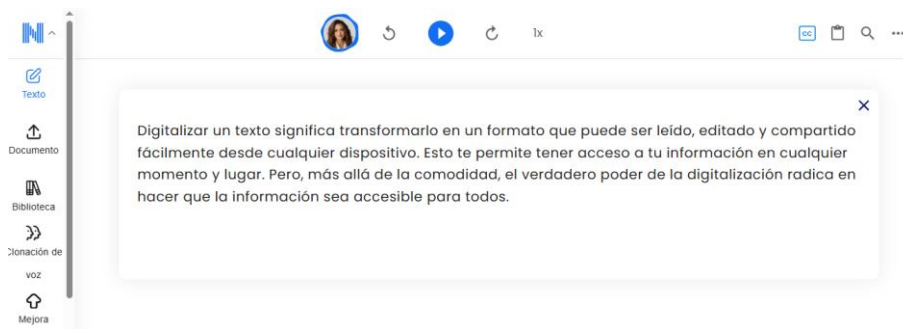 1x
cc
Texto
Documento
Biblioteca
Clonación de
voz
Mejora
Digitalizar un texto significa transformarlo en un formato que puede ser leído, editado y compartido
fácilmente desde cualquier dispositivo. Esto te permite tener acceso a tu información en cualquier
momento y lugar. Pero, más allá de la comodidad, el verdadero poder de la digitalización radica en
hacer que la información sea accesible para todos.